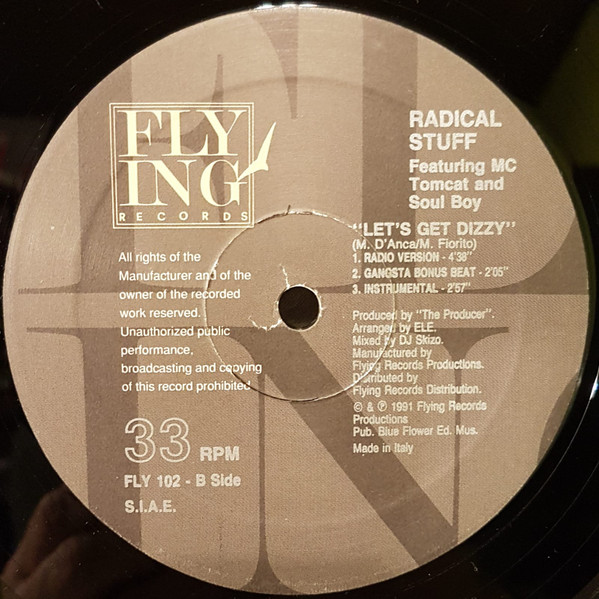 FLY
ING
RECORDS
RADICAL
STUFF
Featuring MC
Tomcat and
Soul Boy
"LET'S GET DIZZY"
(M. D'Anca/M. Fiorito)
1. RADIO VERSION - 4'38"
2. GANGSTA BONUS BEAT - 2'05"
3. INSTRUMENTAL - 2'57"
All rights of the
Manufacturer and of the
owner of the recorded
work reserved.
Unauthorized public
performance,
broadcasting and copying
of this record prohibited
Produced by "The Producer".
Arranged by ELE.
Mixed by DJ Skizo.
Manufactured by
Flying Records Productions.
Distributed by
Flying Records Distribution.
© & ℗ 1991 Flying Records
Productions
Pub. Blue Flower Ed. Mus.
Made in Italy
33 RPM
FLY 102 - B Side
S.I.A.E.